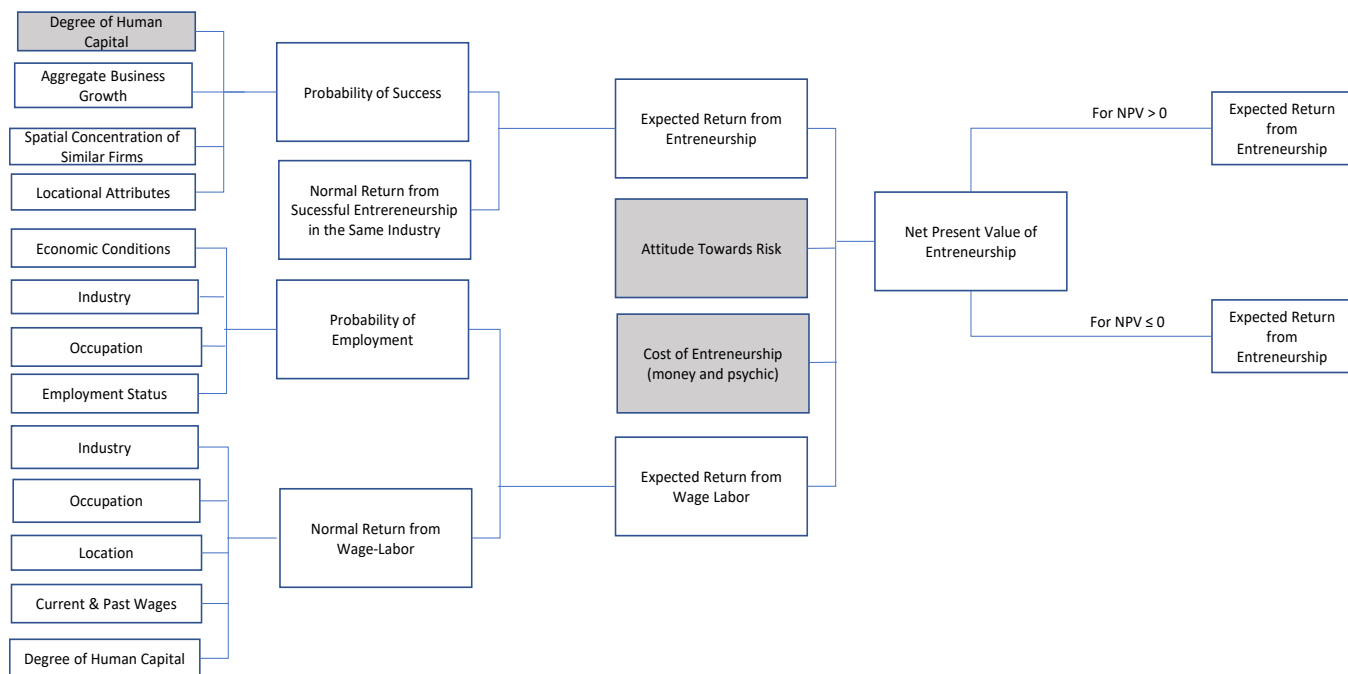 Degree of Human
Capital
Aggregate Business
Growth
Spatial Concentration of
Similar Firms
Locational Attributes
Economic Conditions
Industry
Occupation
Employment Status
Industry
Occupation
Location
Current & Past Wages
Degree of Human Capital
Probability of Success
Normal Return from
Sucessful Entrereneurship
in the Same Industry
Probability of
Employment
Normal Return from
Wage-Labor
Expected Return from
Entreneurship
Attitude Towards Risk
Cost of Entreneurship
(money and psychic)
Expected Return from
Wage Labor
Net Present Value of
Entreneurship
For NPV > 0
For NPV ≤ 0
Expected Return
from
Entreneurship
Expected Return
from
Entreneurship